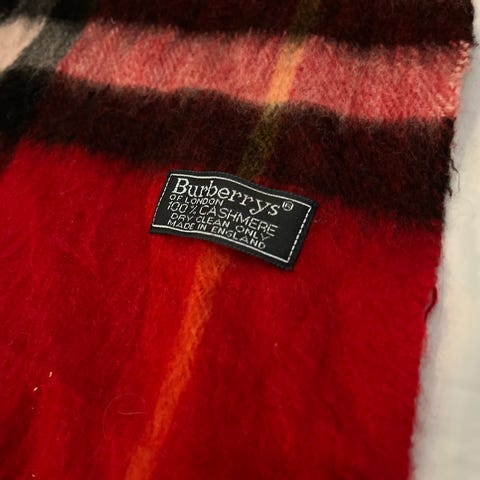 Burberrys®
OF LONDON
100% CASHMERE
DRY CLEAN ONLY
MADE IN ENGLAND